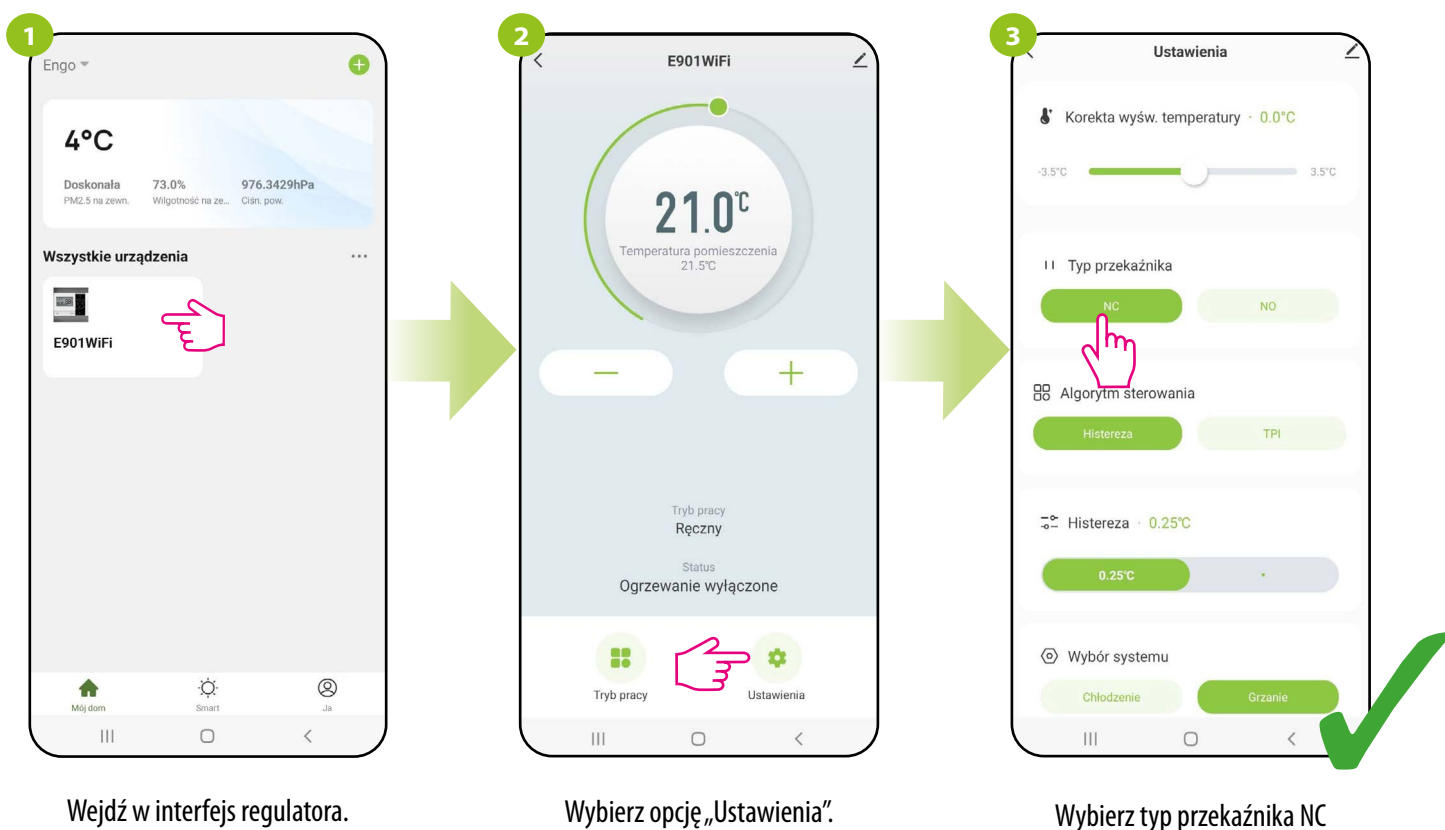 1
Engo
4°C
Doskonała 73.0% 976.3429hPa
PM2.5 na zewn. Wilgotność na ze... Ciśn. pow.
Wszystkie urządzenia
E901WiFi
Mój dom Smart Ja
Wejdź w interfejs regulatora.
2
E901WiFi
21.0°C
Temperatura pomieszczenia
21.5°C
Tryb pracy
Ręczny
Status
Ogrzewanie wyłączone
Tryb pracy Ustawienia
Wybierz opcję „Ustawienia”.
3
Ustawienia
Korekta wyśw. temperatury · 0.0°C
-3.5°C 3.5°C
Typ przekaźnika
NC NO
Algorytm sterowania
Histereza TPI
Histereza · 0.25°C
0.25°C
Wybór systemu
Chłodzenie Grzanie
Wybierz typ przekaźnika NC